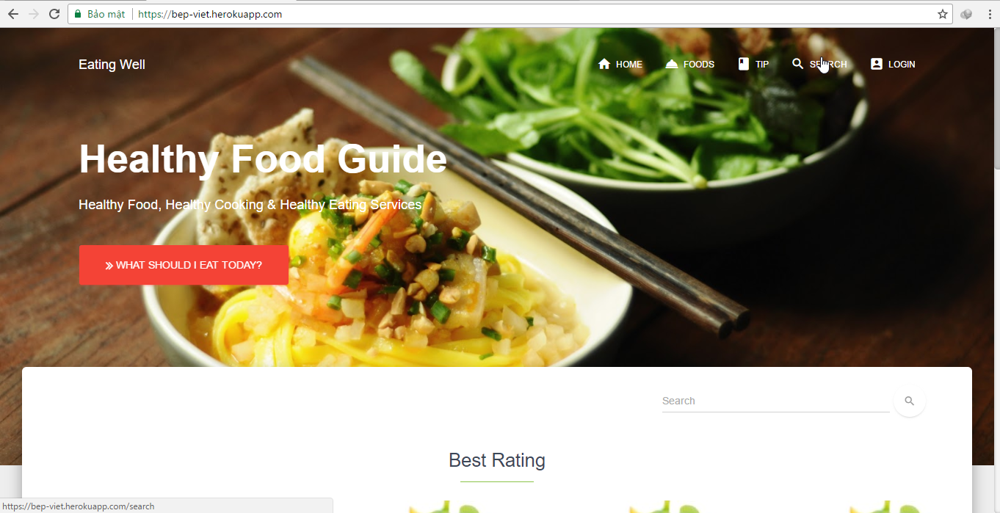 Bảo mật
https://bep-viet.herokuapp.com
Eating Well
HOME
FOODS
TIP
SEARCH
LOGIN
Healthy Food Guide
Healthy Food, Healthy Cooking & Healthy Eating Services
WHAT SHOULD I EAT TODAY?
Search
Best Rating
https://bep-viet.herokuapp.com/search